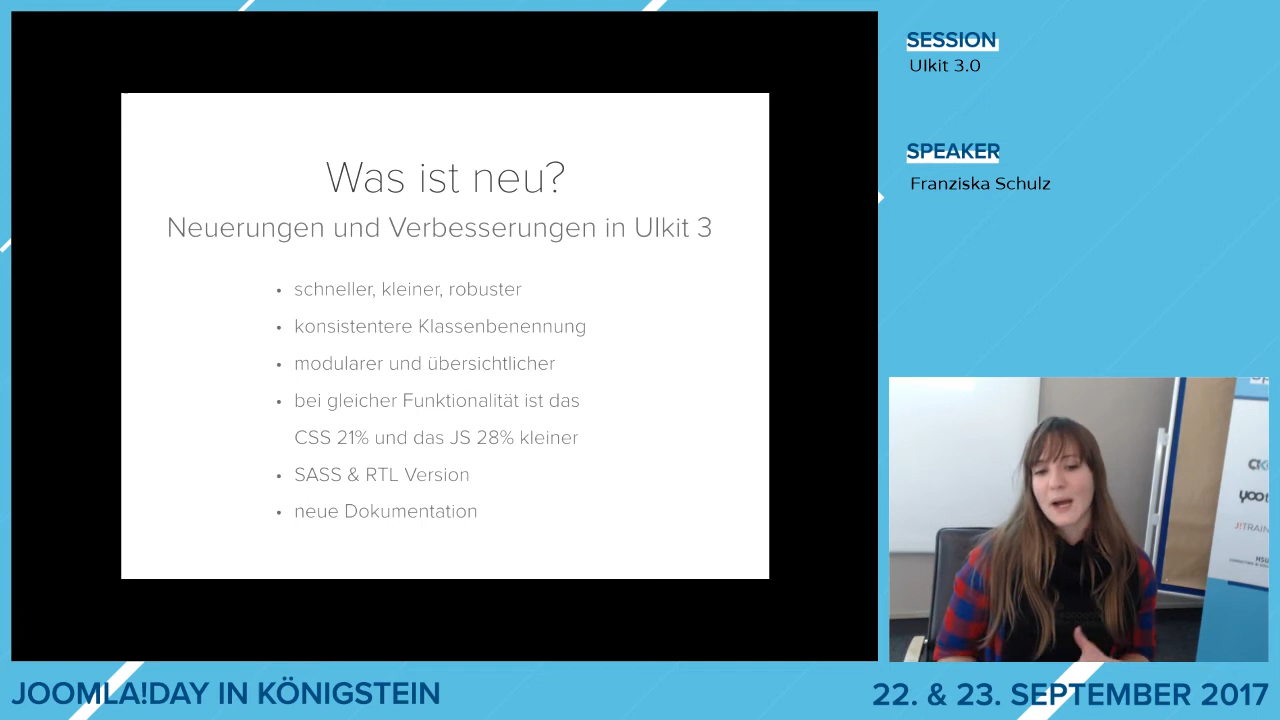 Was ist neu?
Neuerungen und Verbesserungen in UIkit 3
• schneller, kleiner, robuster
• konsistentere Klassenbenennung
• modularer und übersichtlicher
• bei gleicher Funktionalität ist das
CSS 21% und das JS 28% kleiner
• SASS & RTL Version
• neue Dokumentation
SESSION
UIkit 3.0
SPEAKER
Franziska Schulz
JOOMLA!DAY IN KÖNIGSTEIN
22. & 23. SEPTEMBER 2017